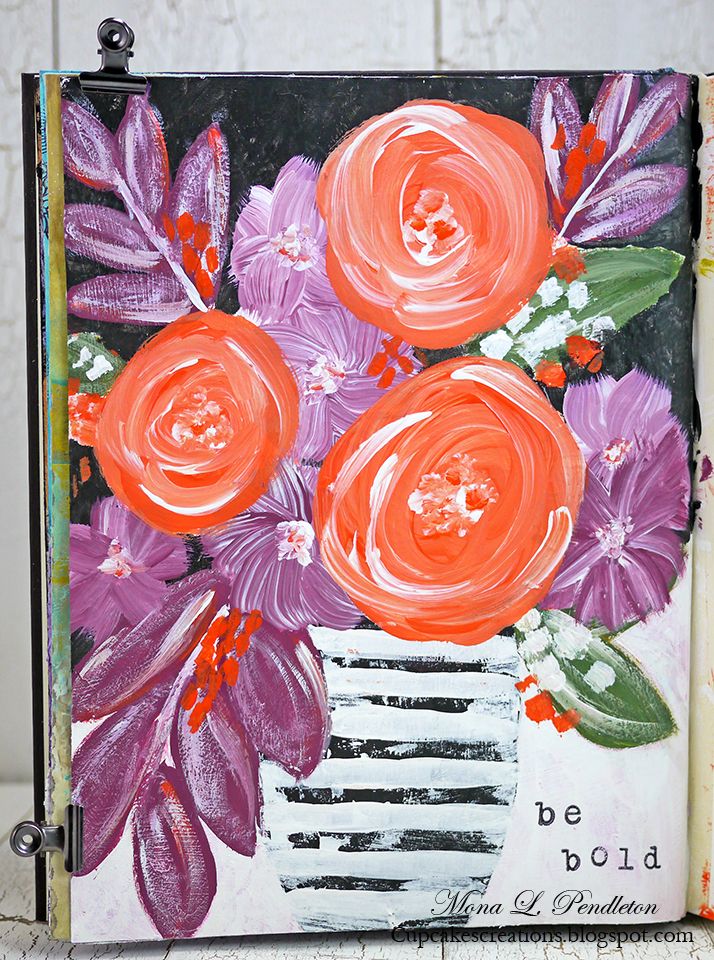 be
bold
Mona L. Pendleton
Cupcakescreations.blogspot.com